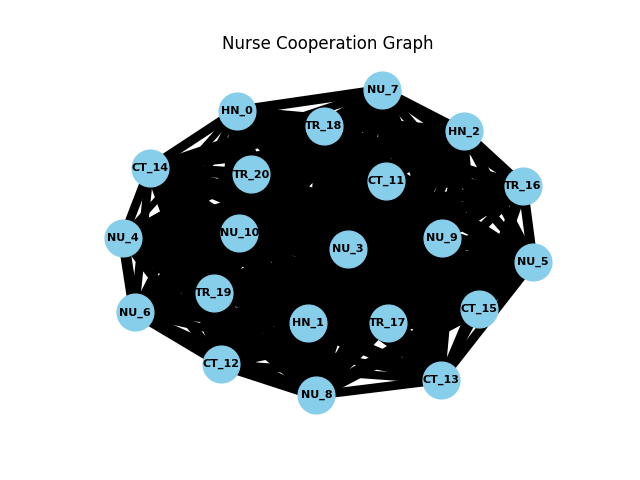 Nurse Cooperation Graph
NU_7
HN_0
TR_18
HN_2
CT_14
TR_20
CT_11
TR_16
NU_4
NU_10
NU_3
NU_9
NU_5
TR_19
NU_6
HN_1
TR_17
CT_15
CT_12
CT_13
NU_8